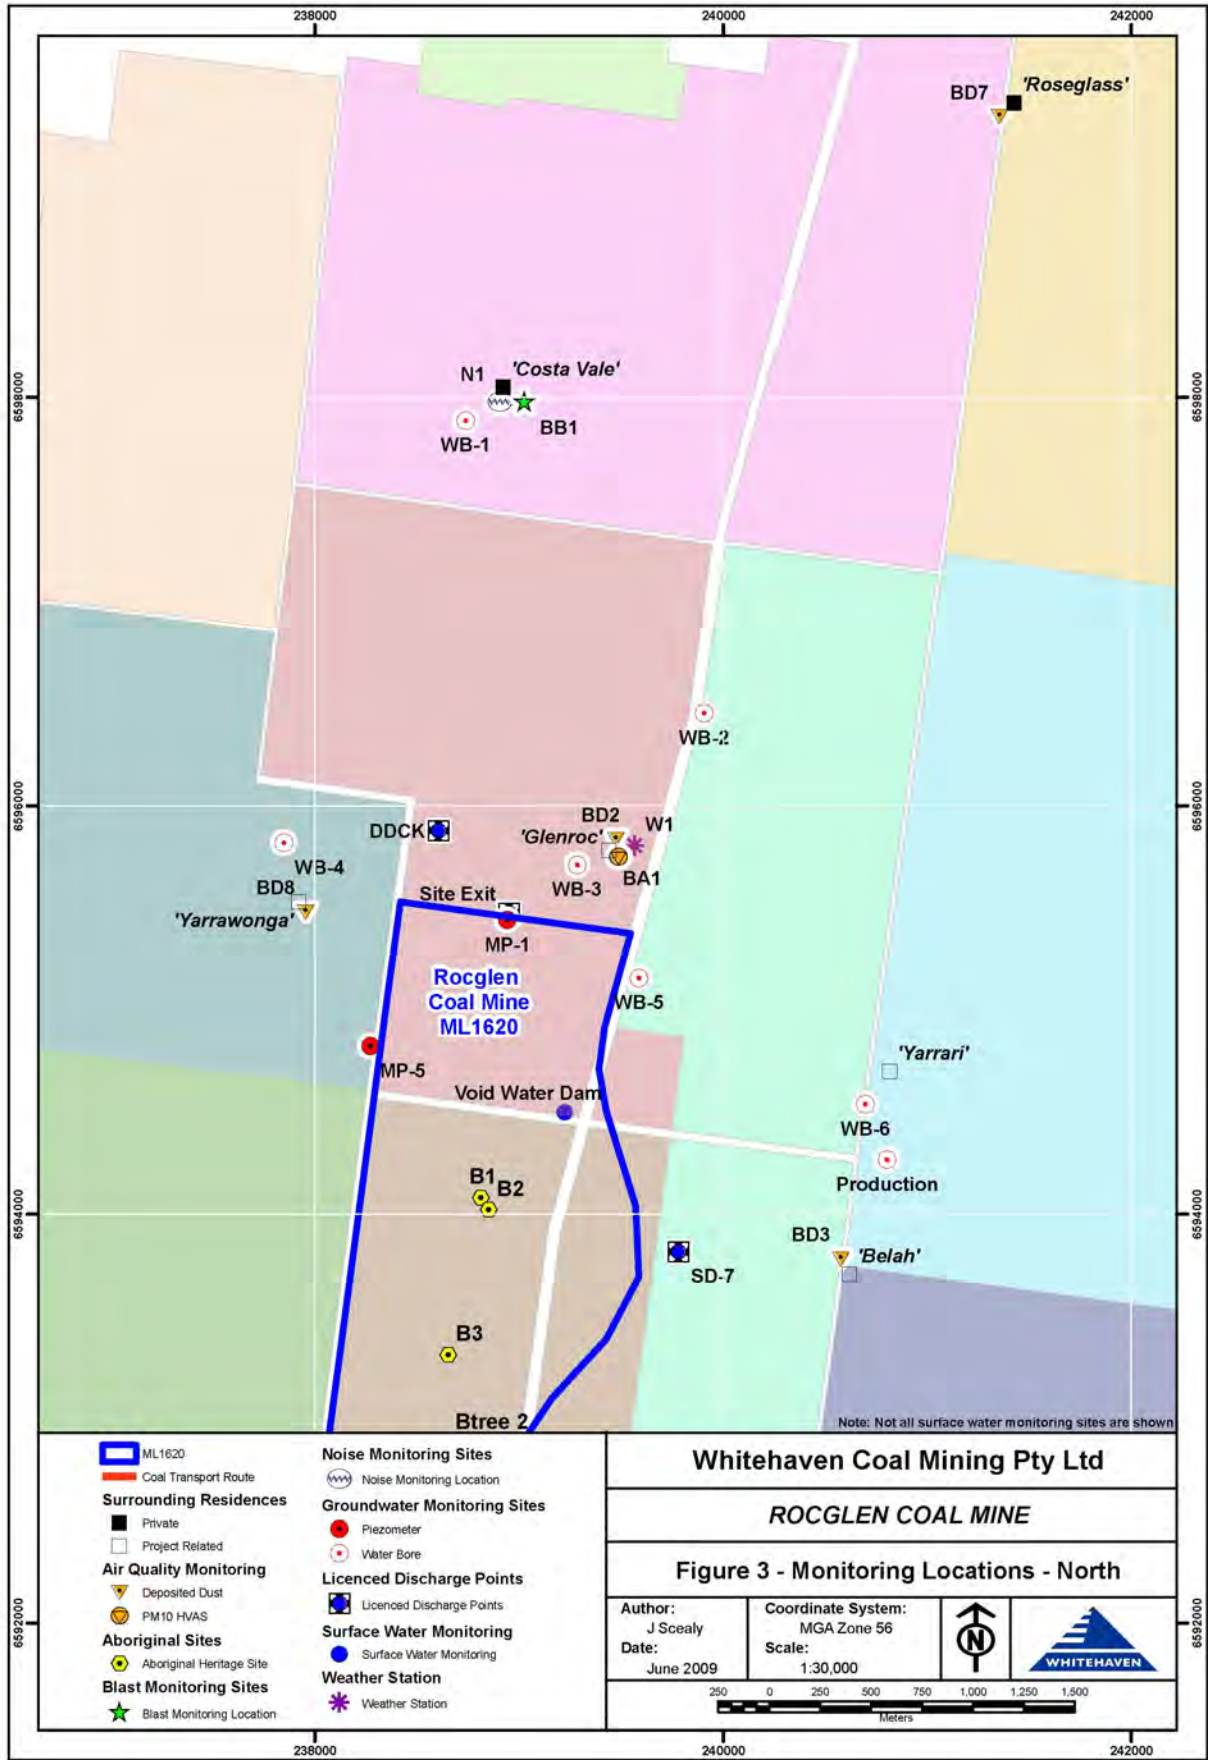 238000
240000
242000
BD7
'Roseglass'
N1
'Costa Vale'
6598000
6598000
WB-1
BB1
WB-2
6596000
6596000
DDCK
BD2
W1
'Glenroc'
WB-4
WB-3
BA1
BD8
Site Exit
'Yarrawonga'
MP-1
Rocglen
Coal Mine
ML1620
WB-5
MP-5
'Yarrari'
Void Water Dam
WB-6
Production
B1
B2
6594000
6594000
BD3
'Belah'
SD-7
B3
Btree 2
Note: Not all surface water monitoring sites are shown
ML1620
Coal Transport Route
Surrounding Residences
Private
Project Related
Air Quality Monitoring
Deposited Dust
PM10 HVAS
Aboriginal Sites
Aboriginal Heritage Site
Blast Monitoring Sites
Blast Monitoring Location
Noise Monitoring Sites
Noise Monitoring Location
Groundwater Monitoring Sites
Piezometer
Water Bore
Licenced Discharge Points
Licenced Discharge Points
Surface Water Monitoring
Surface Water Monitoring
Weather Station
Weather Station
Whitehaven Coal Mining Pty Ltd
ROCGLEN COAL MINE
Figure 3 - Monitoring Locations - North
Author:
J Scealy
Date:
June 2009
Coordinate System:
MGA Zone 56
Scale:
1:30,000
N
WHITEHAVEN
250 0 250 500 750 1,000 1,250 1,500
Meters
6592000
6592000
238000
240000
242000